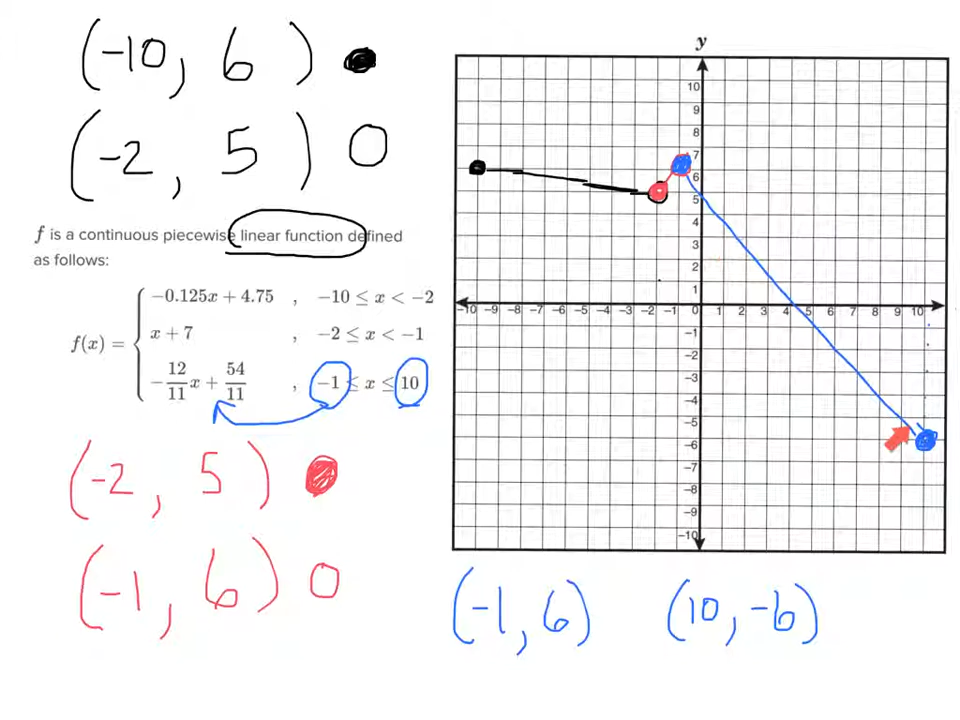 (-10, 6) ●
(-2, 5) O
f is a continuous piecewise linear function defined
as follows:
f(x) = {
-0.125x + 4.75 , -10 ≤ x < -2
x + 7 , -2 ≤ x < -1
-12/11 x + 54/11 , -1 ≤ x ≤ 10
(-2, 5) ●
(-1, 6) O
y
10
9
8
7
6
5
4
3
2
1
-10 -9 -8 -7 -6 -5 -4 -3 -2 -1 0 1 2 3 4 5 6 7 8 9 10
-1
-2
-3
-4
-5
-6
-7
-8
-9
-10
(-1, 6) (10, -6)